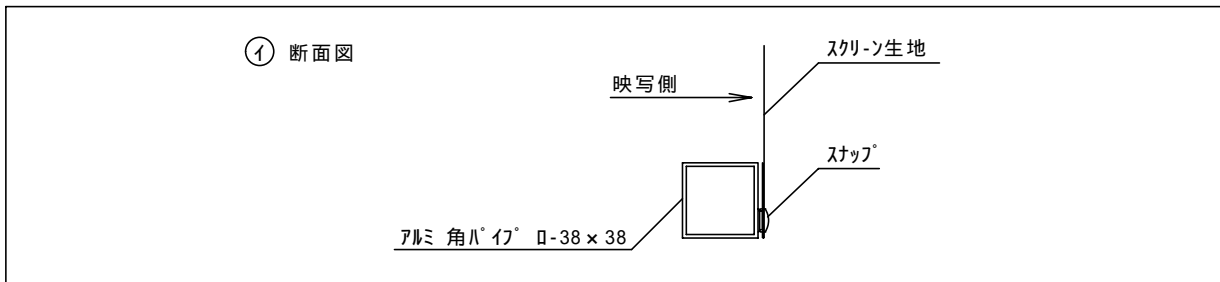 ㋑ 断面図
ｽｸﾘｰﾝ生地
映写側
ｽﾅｯﾌﾟ
ｱﾙﾐ 角ﾊﾟｲﾌﾟ ロ-38×38